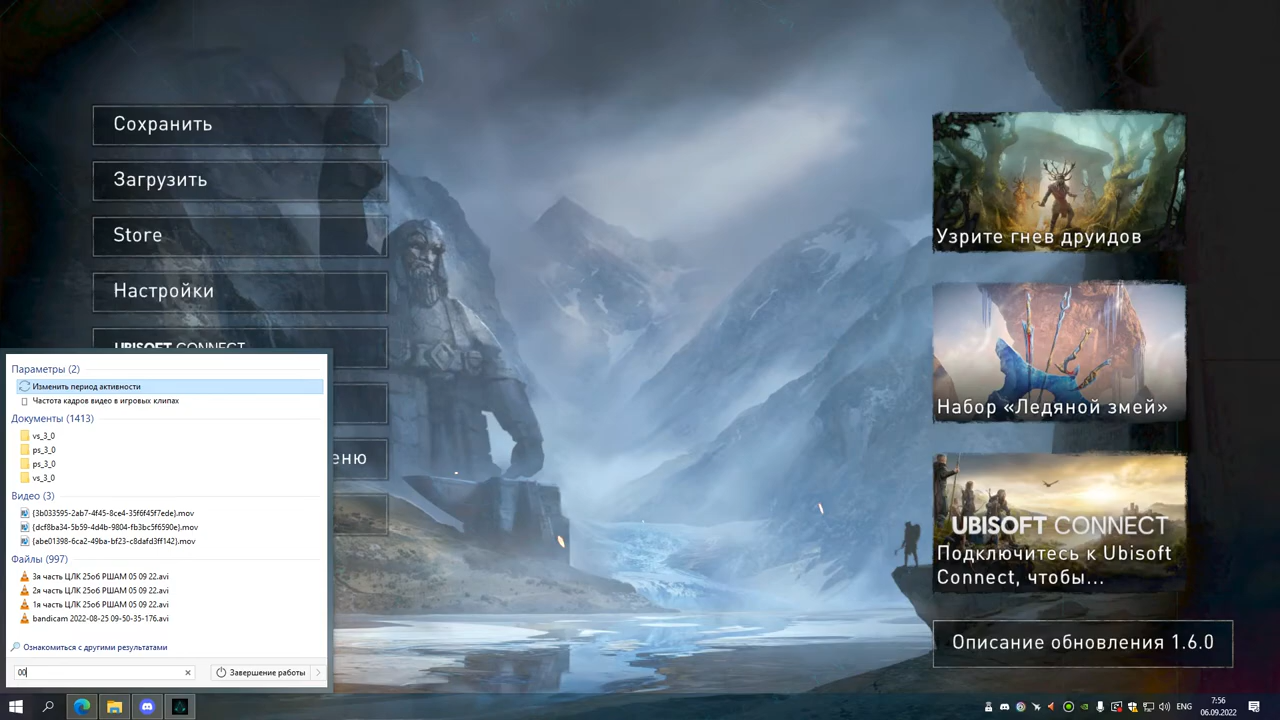 Сохранить
Загрузить
Store
Настройки
UBISOFT CONNECT
еню
Параметры (2)
Изменить период активности
Частота кадров видео в игровых клипах
Документы (1413)
vs_3_0
ps_3_0
ps_3_0
vs_3_0
Видео (3)
{3b033595-2ab7-4f45-8ce4-35f6f45f7ede}.mov
{dcf8ba34-5b59-4d4b-9804-fb3bc5f6590e}.mov
{abe01398-6ca2-49ba-bf23-c8dafd3ff142}.mov
Файлы (997)
3я часть ЦЛК 25об РШАМ 05 09 22.avi
2я часть ЦЛК 25об РШАМ 05 09 22.avi
1я часть ЦЛК 25об РШАМ 05 09 22.avi
bandicam 2022-08-25 09-50-35-176.avi
Ознакомиться с другими результатами
00
Завершение работы
Узрите гнев друидов
Набор «Ледяной змей»
UBISOFT CONNECT
Подключитесь к Ubisoft
Connect, чтобы...
Описание обновления 1.6.0
ENG
7:56
06.09.2022